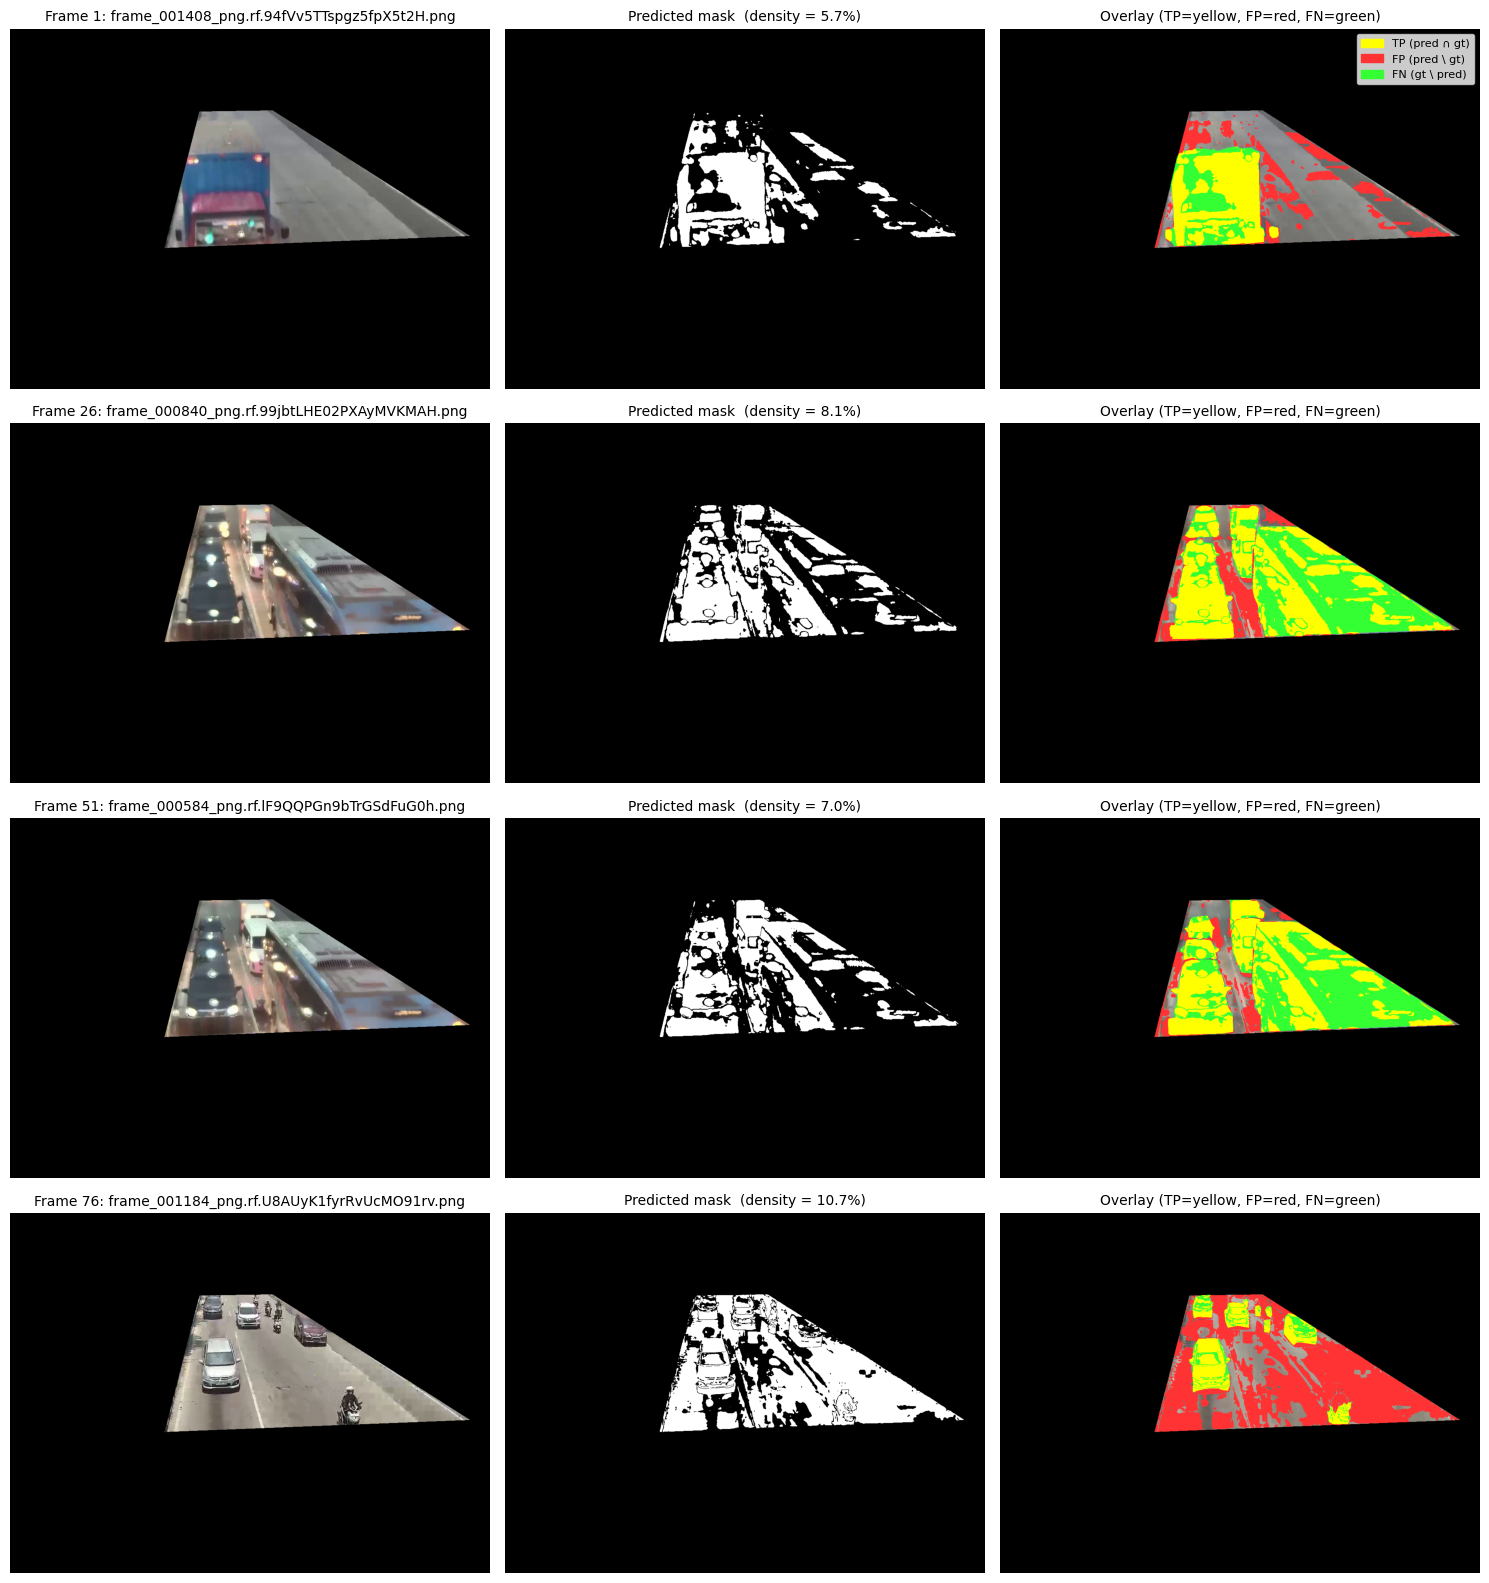 Frame 1: frame_001408_png.rf.94fVv5TTspgz5fpX5t2H.png
Predicted mask  (density = 5.7%)
Overlay (TP=yellow, FP=red, FN=green)
TP (pred ∩ gt)
FP (pred \ gt)
FN (gt \ pred)
Frame 26: frame_000840_png.rf.99jbtLHE02PXAyMVKMAH.png
Predicted mask  (density = 8.1%)
Overlay (TP=yellow, FP=red, FN=green)
Frame 51: frame_000584_png.rf.lF9QQPGn9bTrGSdFuG0h.png
Predicted mask  (density = 7.0%)
Overlay (TP=yellow, FP=red, FN=green)
Frame 76: frame_001184_png.rf.U8AUyK1fyrRvUcMO91rv.png
Predicted mask  (density = 10.7%)
Overlay (TP=yellow, FP=red, FN=green)